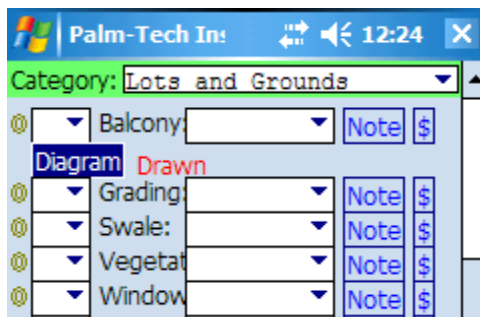 Palm-Tech Ins 12:24
Category: Lots and Grounds
Balcony: Note $
Diagram Drawn
Grading: Note $
Swale: Note $
Vegetat Note $
Window Note $